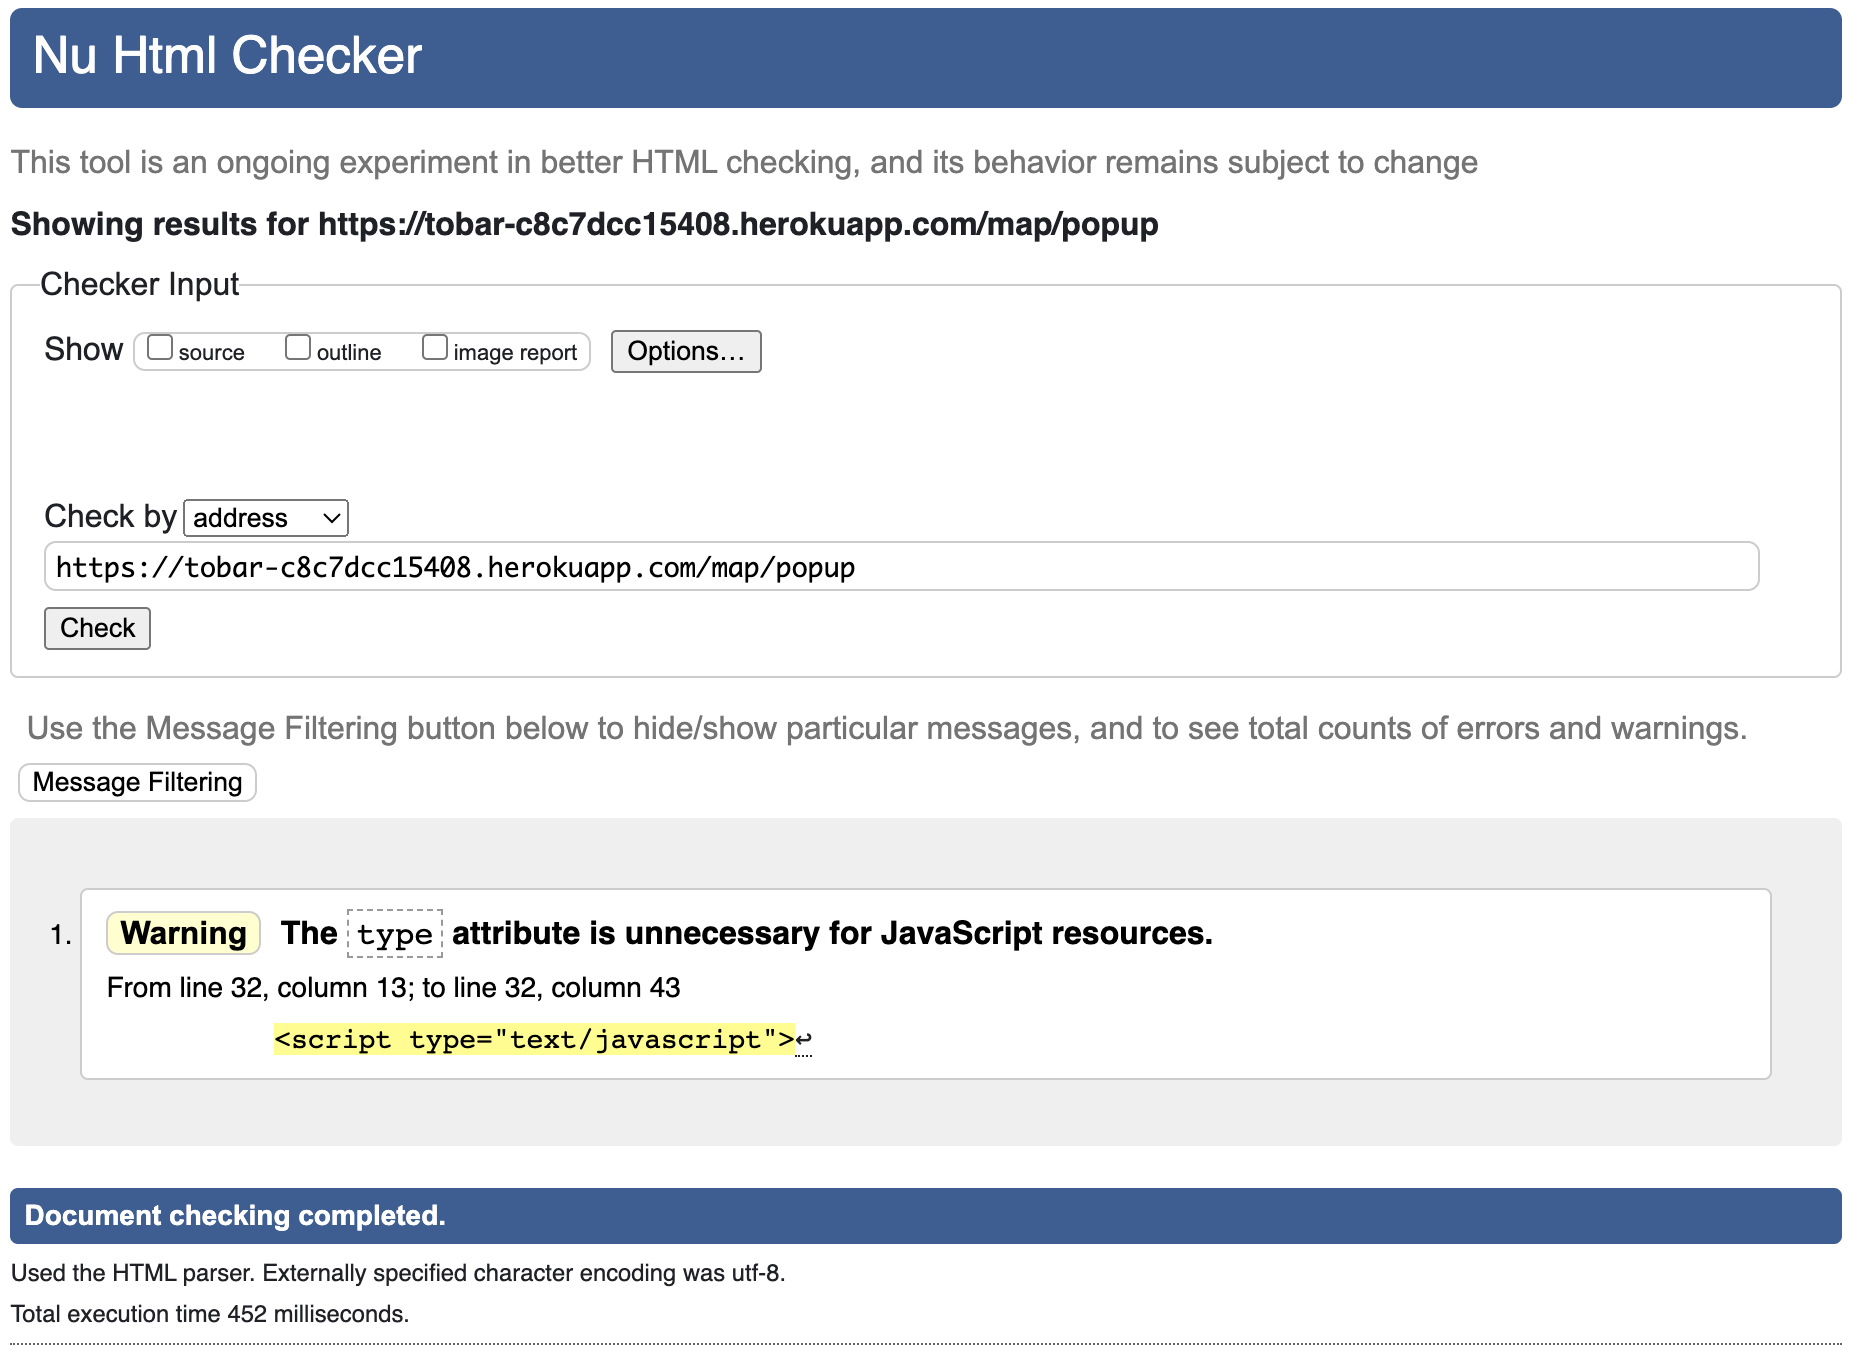 Nu Html Checker
This tool is an ongoing experiment in better HTML checking, and its behavior remains subject to change
Showing results for https://tobar-c8c7dcc15408.herokuapp.com/map/popup
Checker Input
Show source outline image report Options...
Check by address
https://tobar-c8c7dcc15408.herokuapp.com/map/popup
Check
Use the Message Filtering button below to hide/show particular messages, and to see total counts of errors and warnings.
Message Filtering
1. Warning The type attribute is unnecessary for JavaScript resources.
From line 32, column 13; to line 32, column 43
<script type="text/javascript">↩
Document checking completed.
Used the HTML parser. Externally specified character encoding was utf-8.
Total execution time 452 milliseconds.